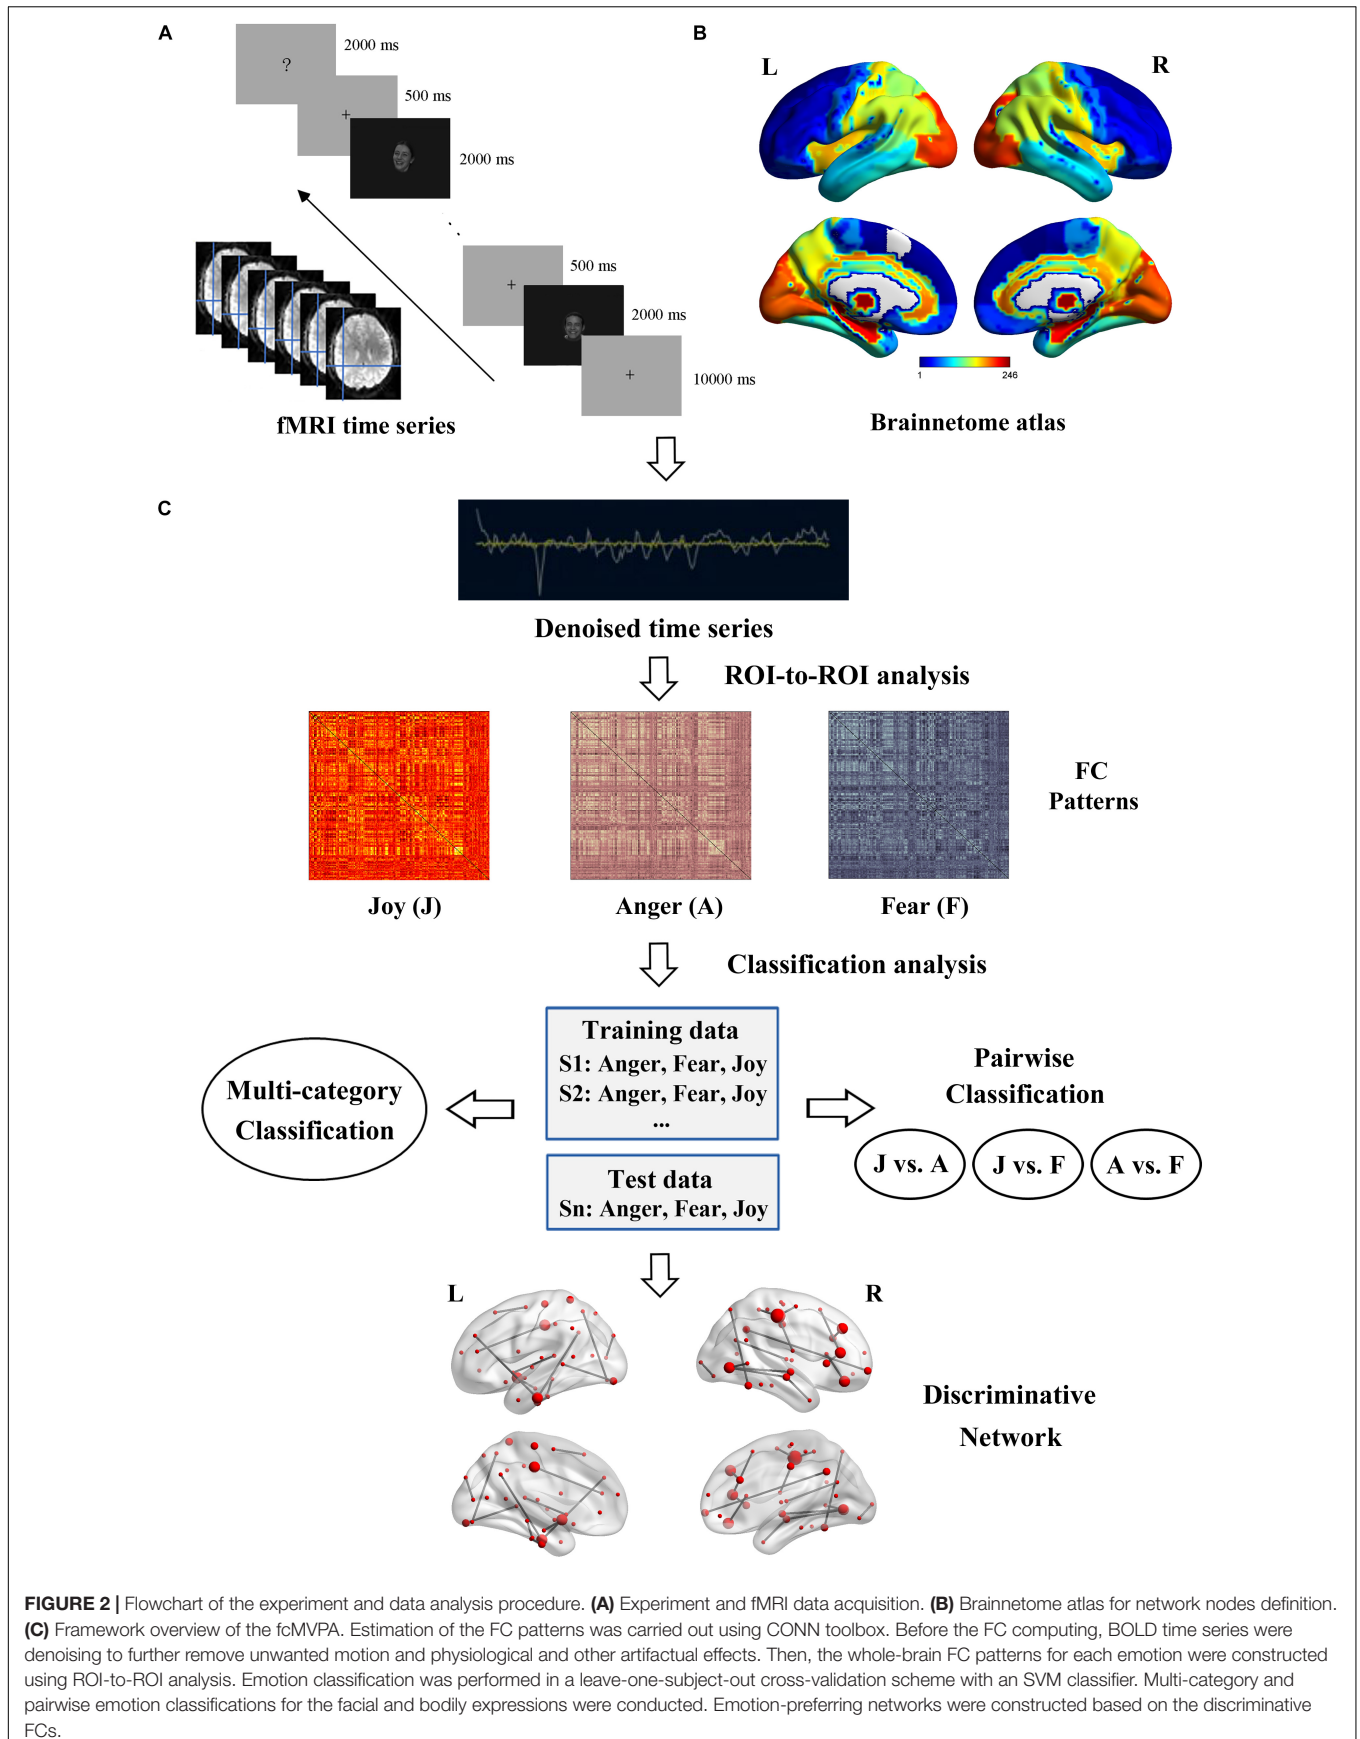 A
?
2000 ms
+
500 ms
2000 ms
+
500 ms
2000 ms
+
10000 ms
fMRI time series
B
L
R
1
246
Brainnetome atlas
C
Denoised time series
ROI-to-ROI analysis
FC
Patterns
Joy (J)
Anger (A)
Fear (F)
Classification analysis
Multi-category
Classification
Training data
S1: Anger, Fear, Joy
S2: Anger, Fear, Joy
...
Test data
Sn: Anger, Fear, Joy
Pairwise
Classification
J vs. A
J vs. F
A vs. F
L
R
Discriminative
Network
FIGURE 2 | Flowchart of the experiment and data analysis procedure. (A) Experiment and fMRI data acquisition. (B) Brainnetome atlas for network nodes definition.
(C) Framework overview of the fcMVPA. Estimation of the FC patterns was carried out using CONN toolbox. Before the FC computing, BOLD time series were
denoising to further remove unwanted motion and physiological and other artifactual effects. Then, the whole-brain FC patterns for each emotion were constructed
using ROI-to-ROI analysis. Emotion classification was performed in a leave-one-subject-out cross-validation scheme with an SVM classifier. Multi-category and
pairwise emotion classifications for the facial and bodily expressions were conducted. Emotion-preferring networks were constructed based on the discriminative
FCs.